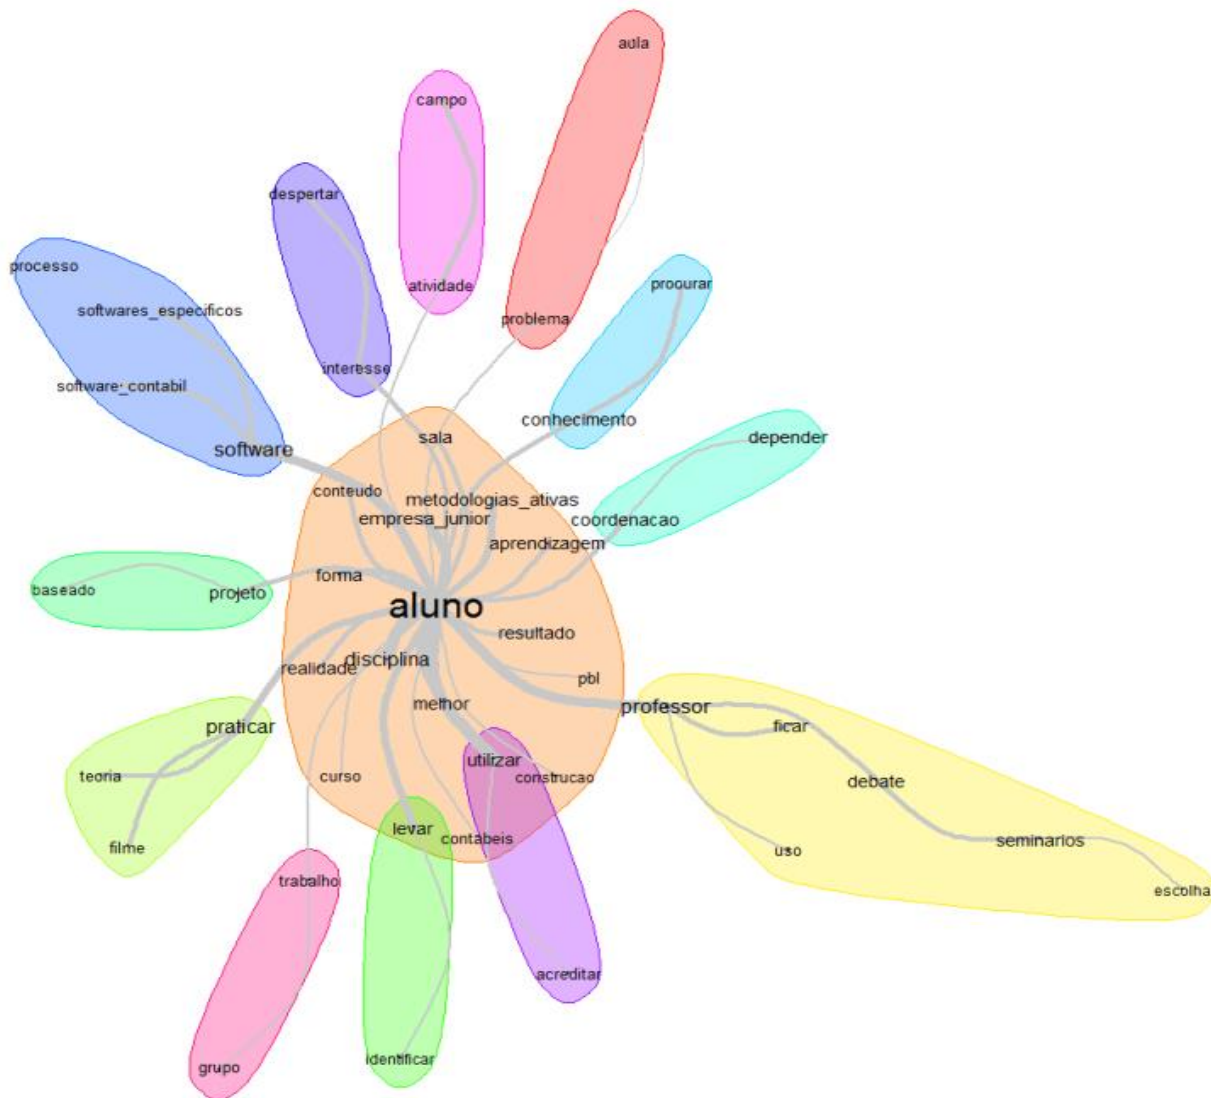 aula
campo
despertar
processo
procurar
atividade
softwares_especificos
problema
interesse
software_contabil
conhecimento
sala
depender
software
conteudo
metodologias_ativas
empresa_junior
coordenacao
aprendizagem
forma
baseado
projeto
aluno
resultado
disciplina
realidade
pbl
melhor
professor
praticar
ficar
utilizar
teoria
curso
construcao
debate
levar
contabeis
seminarios
filme
uso
trabalho
escolha
acreditar
identificar
grupo